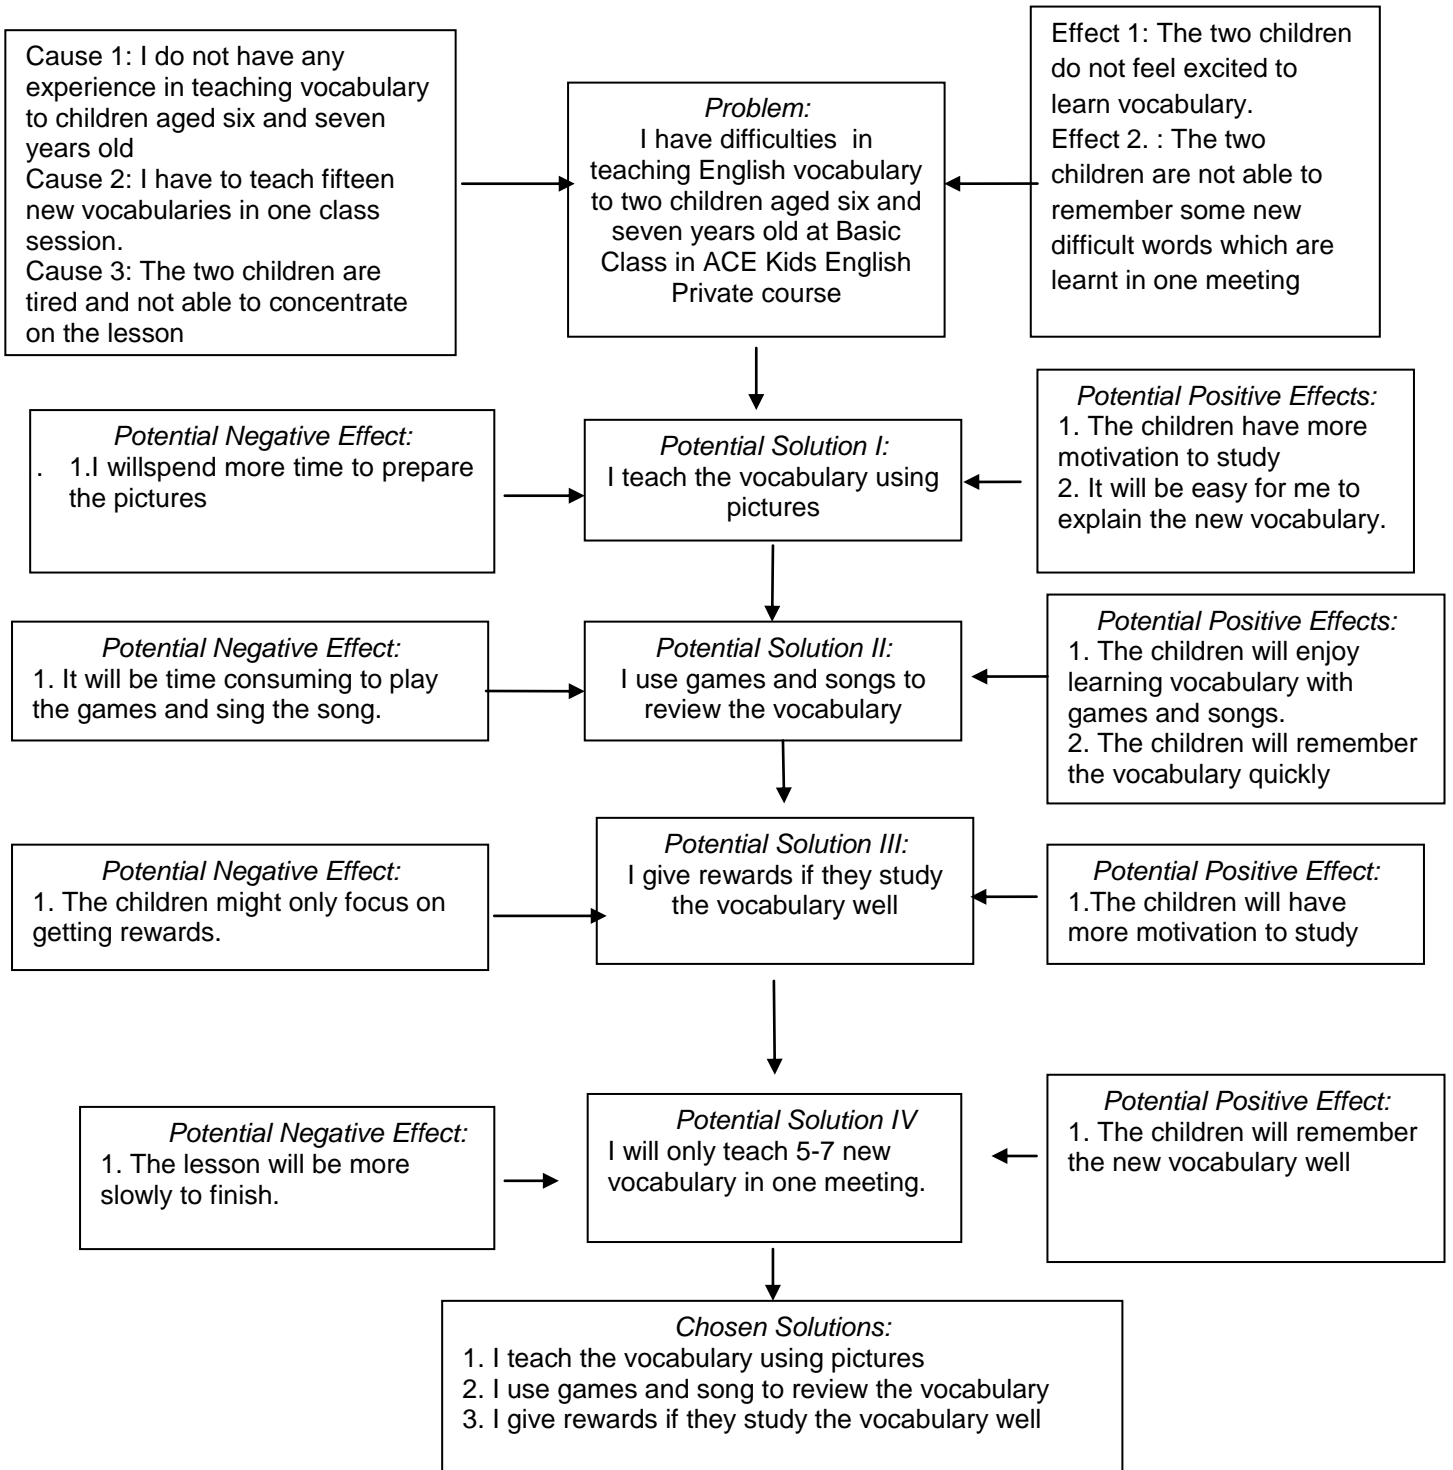 Cause 1: I do not have any
experience in teaching vocabulary
to children aged six and seven
years old
Cause 2: I have to teach fifteen
new vocabularies in one class
session.
Cause 3: The two children are
tired and not able to concentrate
on the lesson
Problem:
I have difficulties in
teaching English vocabulary
to two children aged six and
seven years old at Basic
Class in ACE Kids English
Private course
Effect 1: The two children
do not feel excited to
learn vocabulary.
Effect 2. : The two
children are not able to
remember some new
difficult words which are
learnt in one meeting
Potential Negative Effect:
. 1.I willspend more time to prepare
the pictures
Potential Solution I:
I teach the vocabulary using
pictures
Potential Positive Effects:
1. The children have more
motivation to study
2. It will be easy for me to
explain the new vocabulary.
Potential Negative Effect:
1. It will be time consuming to play
the games and sing the song.
Potential Solution II:
I use games and songs to
review the vocabulary
Potential Positive Effects:
1. The children will enjoy
learning vocabulary with
games and songs.
2. The children will remember
the vocabulary quickly
Potential Negative Effect:
1. The children might only focus on
getting rewards.
Potential Solution III:
I give rewards if they study
the vocabulary well
Potential Positive Effect:
1.The children will have
more motivation to study
Potential Negative Effect:
1. The lesson will be more
slowly to finish.
Potential Solution IV
I will only teach 5-7 new
vocabulary in one meeting.
Potential Positive Effect:
1. The children will remember
the new vocabulary well
Chosen Solutions:
1. I teach the vocabulary using pictures
2. I use games and song to review the vocabulary
3. I give rewards if they study the vocabulary well